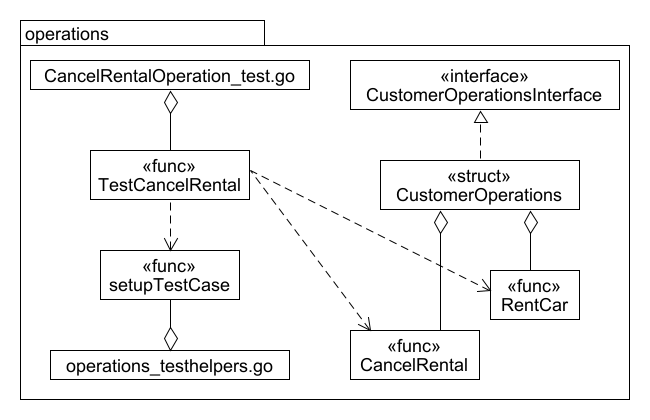 operations
CancelRentalOperation_test.go
«interface»
CustomerOperationsInterface
«func»
TestCancelRental
«struct»
CustomerOperations
«func»
setupTestCase
«func»
RentCar
«func»
CancelRental
operations_testhelpers.go